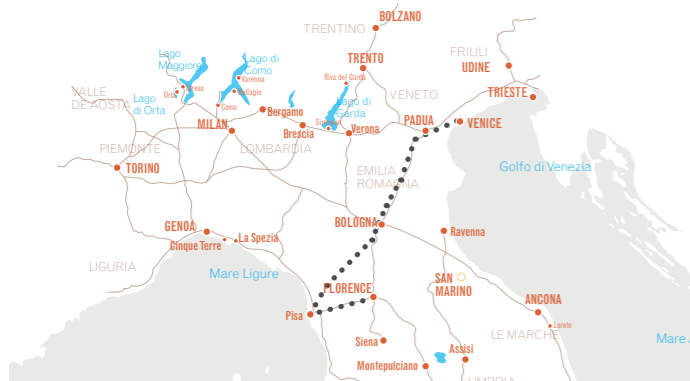 BOLZANO
TRENTINO
Lago
Maggiore
Lago di
Como
Varenna
TRENTO
FRIULI
UDINE
Riva del Garda
VALLE
DE AOSTA
Orta
Stresa
Bellagio
VENETO
TRIESTE
Lago
di Orta
Como
Bergamo
Lago di
Garda
MILAN
Brescia
Verona
PADUA
VENICE
PIEMONTE
LOMBARDIA
TORINO
EMILIA
ROMAGNA
Golfo di Venezia
GENOA
La Spezia
Cinque Terre
BOLOGNA
Ravenna
LIGURIA
Mare Ligure
SAN
MARINO
FLORENCE
ANCONA
Pisa
Loreto
LE MARCHE
Siena
Assisi
Mare
Montepulciano
UMBRIA